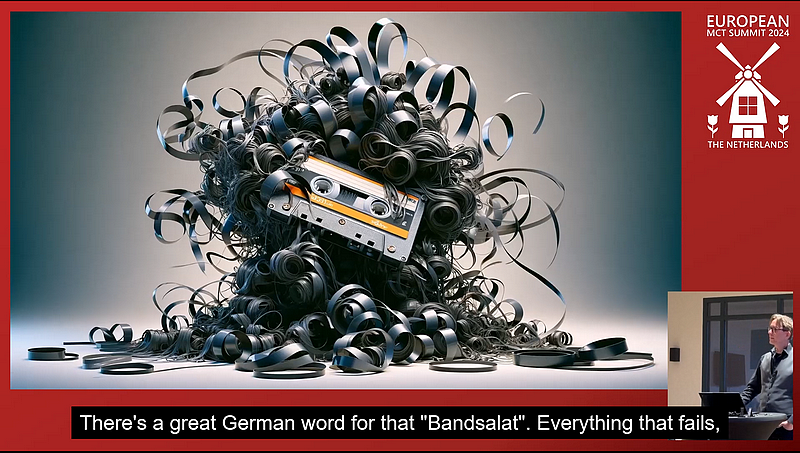 EUROPEAN
MCT SUMMIT 2024
THE NETHERLANDS
There's a great German word for that "Bandsalat". Everything that fails,